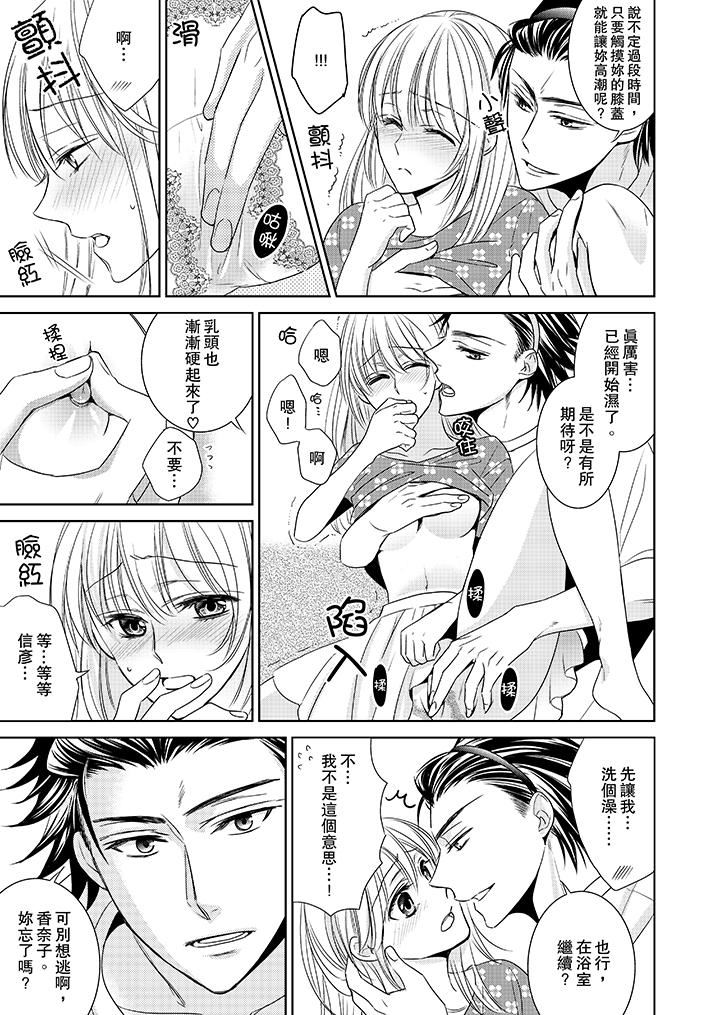 說不定過段時間，
只要觸摸妳的膝蓋
就能讓妳高潮呢？
小聲
!!!
顫抖
滑
咕
啊…
顫抖
臉紅
真厲害…
已經開始濕了。
是不是有所
期待呀？
咬住
嗯
哈
哈…
嗯！
啊
揉
陷
入
揉
揉
乳頭也
漸漸硬起來了♡
揉捏
不要…
臉紅
等…等等
信彥…
先讓我…
洗個澡……
也行，
在浴室
繼續？
不…
我不是這個意思…！
可別想逃啊，
香奈子。
妳忘了嗎？